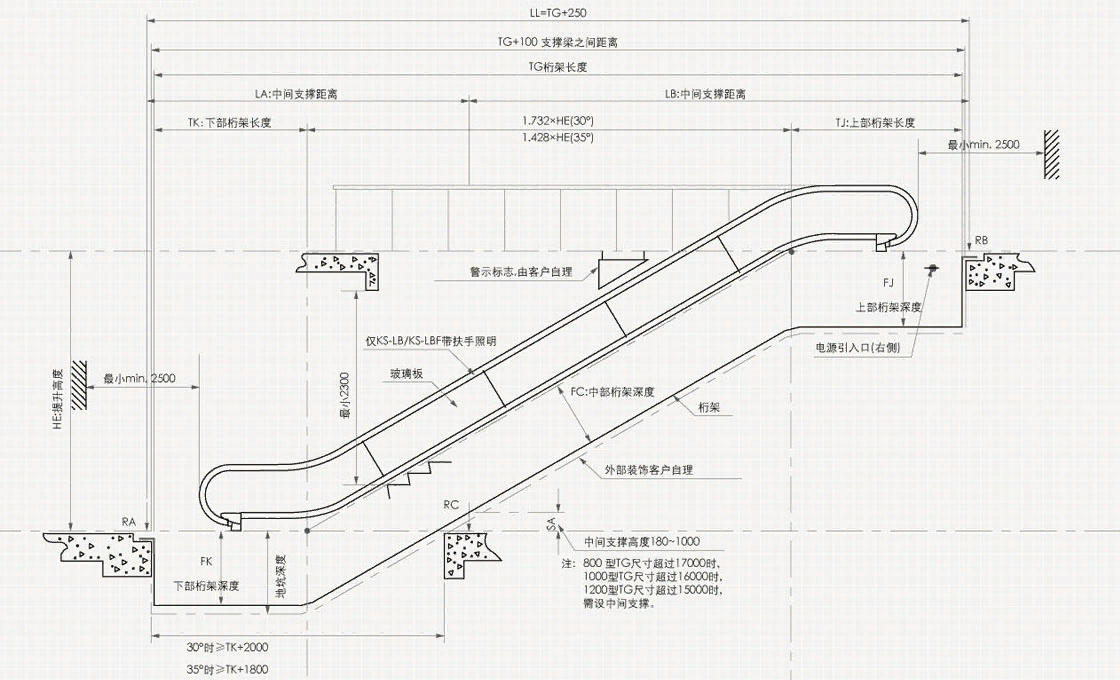 LL=TG+250
TG+100 支撑梁之间距离
TG桁架长度
LA:中间支撑距离
LB:中间支撑距离
TK:下部桁架长度
1.732×HE(30°)
1.428×HE(35°)
TJ:上部桁架长度
最小min. 2500
RB
警示标志.由客户自理
FJ
上部桁架深度
仅KS-LB/KS-LBF带扶手照明
电源引入口(右侧)
玻璃板
最小min. 2500
HE:提升高度
最小2300
FC:中部桁架深度
桁架
外部装饰客户自理
RA
RC
SA
中间支撑高度180~1000
FK
下部桁架深度
地坑深度
注: 800 型TG尺寸超过17000时,
1000型TG尺寸超过16000时,
1200型TG尺寸超过15000时,
需设中间支撑。
30°时≥TK+2000
35°时≥TK+1800